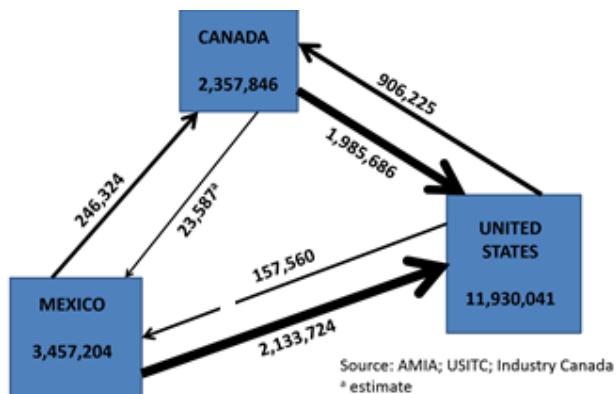 CANADA
2,357,846
906,225
1,985,686
246,324
23,587ᵃ
UNITED
STATES
11,930,041
157,560
MEXICO
3,457,204
2,133,724
Source: AMIA; USITC; Industry Canada
ᵃ estimate